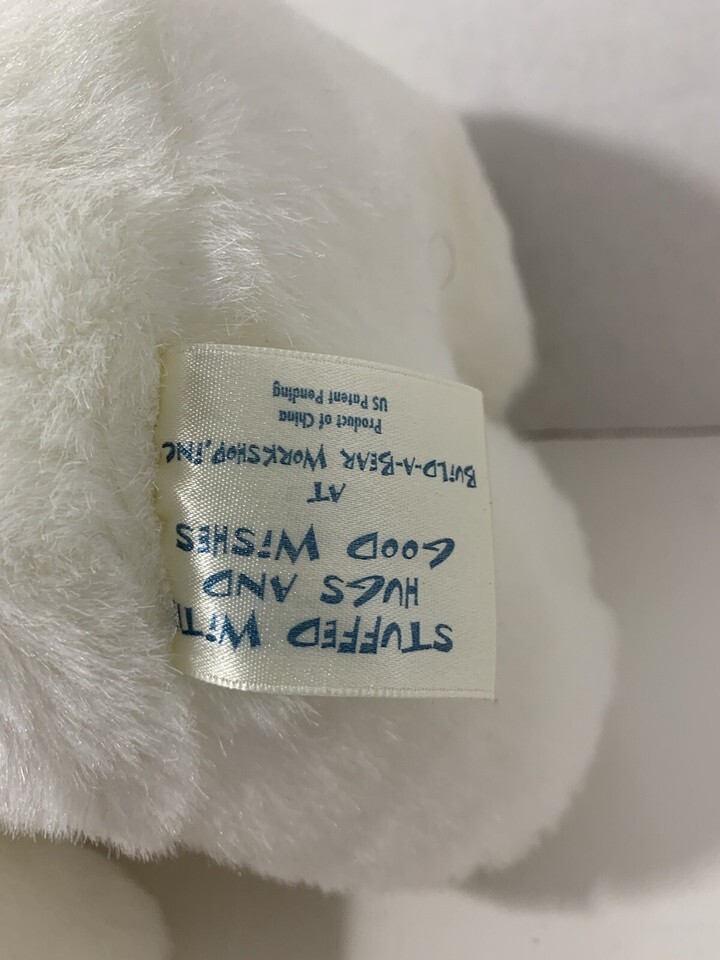 STUFFED WITH
HUGS AND
GOOD WiSHES
AT
BUiLD-A-BEAR WORKSHOP, INC
Product of China
US Patent Pending